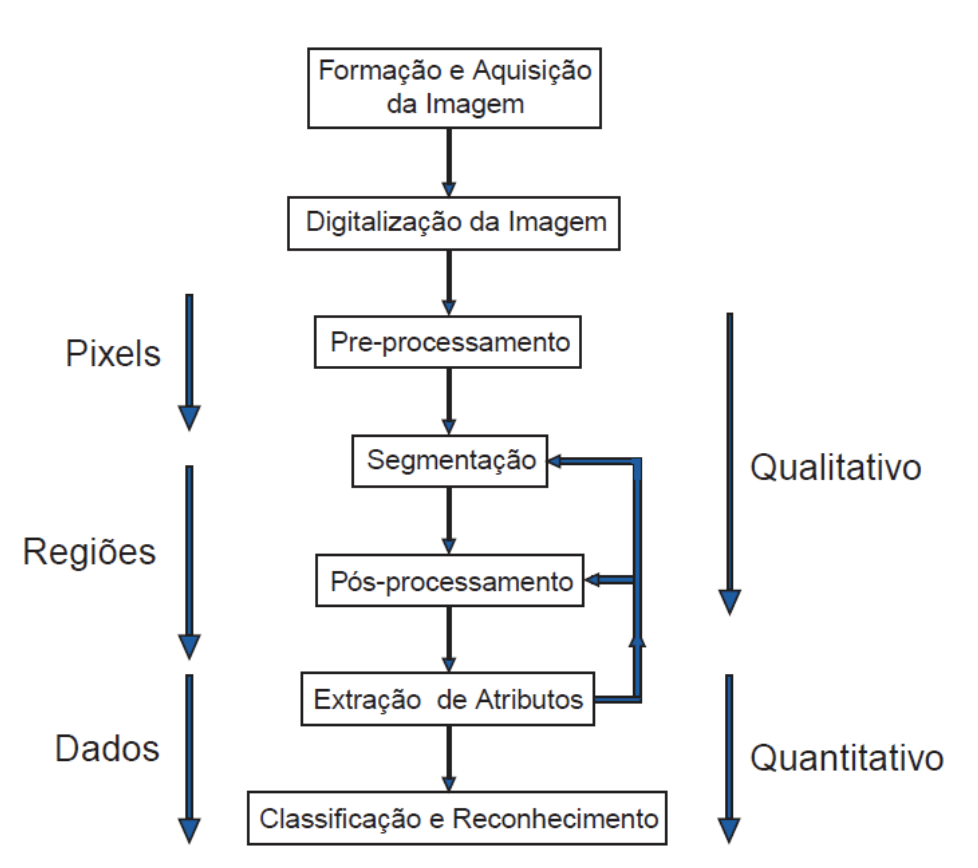 Formação e Aquisição
da Imagem
Digitalização da Imagem
Pixels
Pre-processamento
Segmentação
Qualitativo
Regiões
Pós-processamento
Extração de Atributos
Dados
Quantitativo
Classificação e Reconhecimento